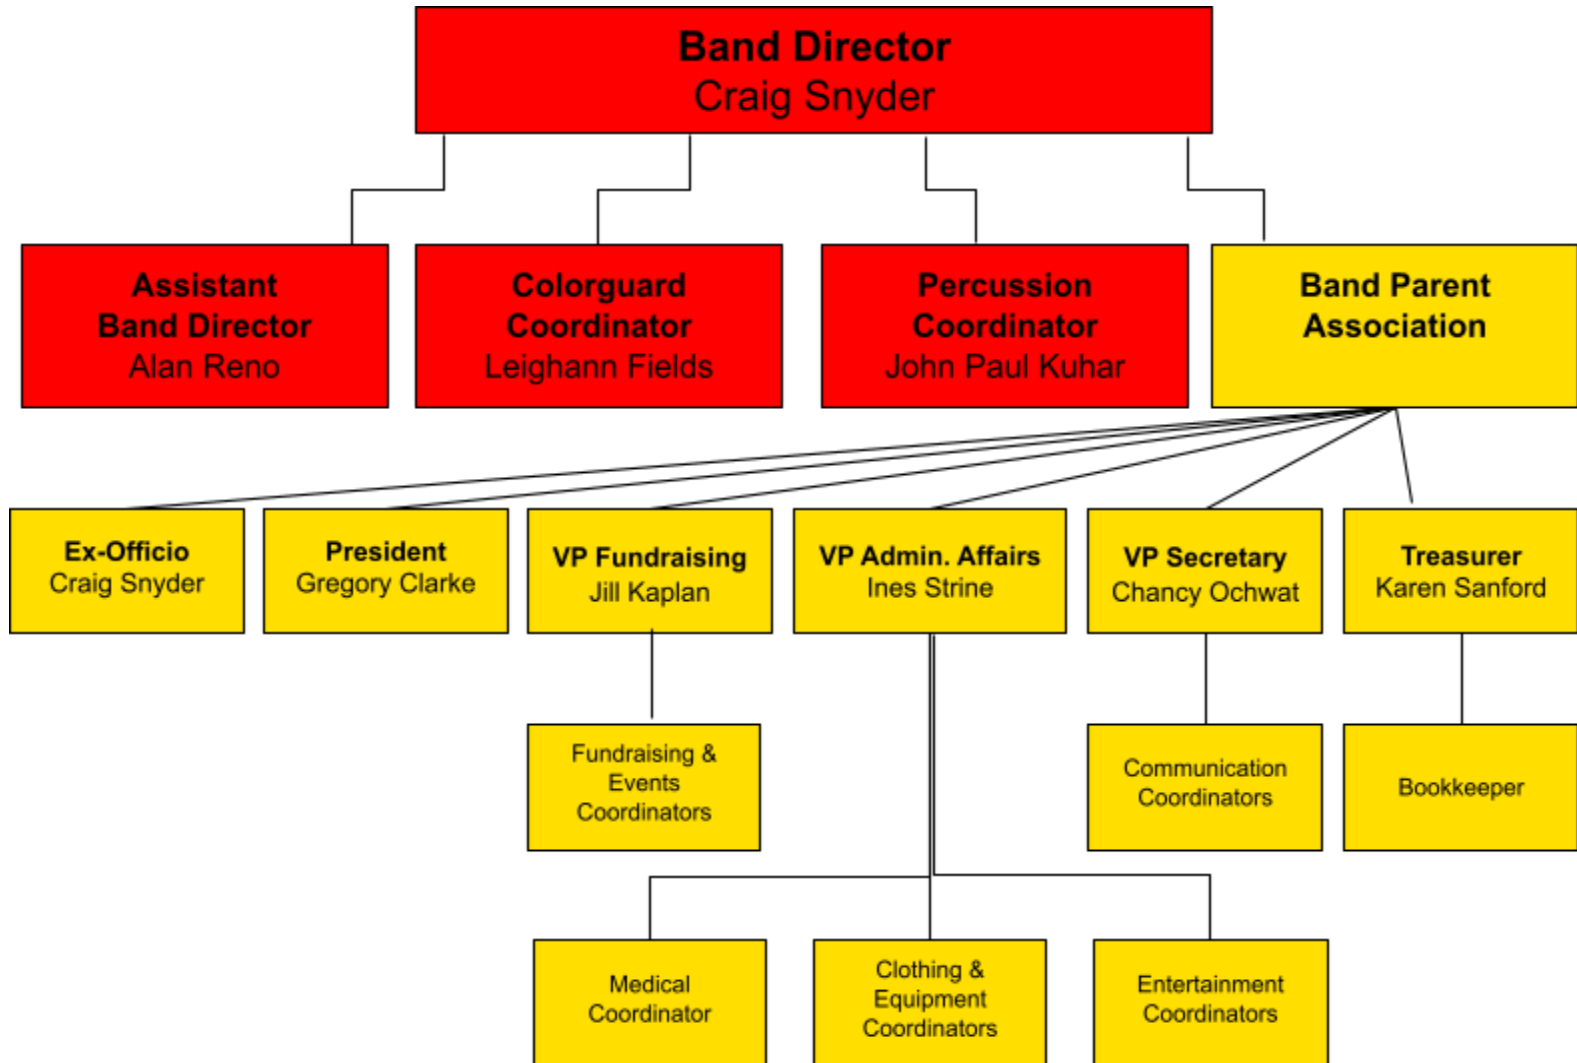 Band Director
Craig Snyder
Assistant
Band Director
Alan Reno
Colorguard
Coordinator
Leighann Fields
Percussion
Coordinator
John Paul Kuhar
Band Parent
Association
Ex-Officio
Craig Snyder
President
Gregory Clarke
VP Fundraising
Jill Kaplan
VP Admin. Affairs
Ines Strine
VP Secretary
Chancy Ochwat
Treasurer
Karen Sanford
Fundraising &
Events
Coordinators
Communication
Coordinators
Bookkeeper
Medical
Coordinator
Clothing &
Equipment
Coordinators
Entertainment
Coordinators